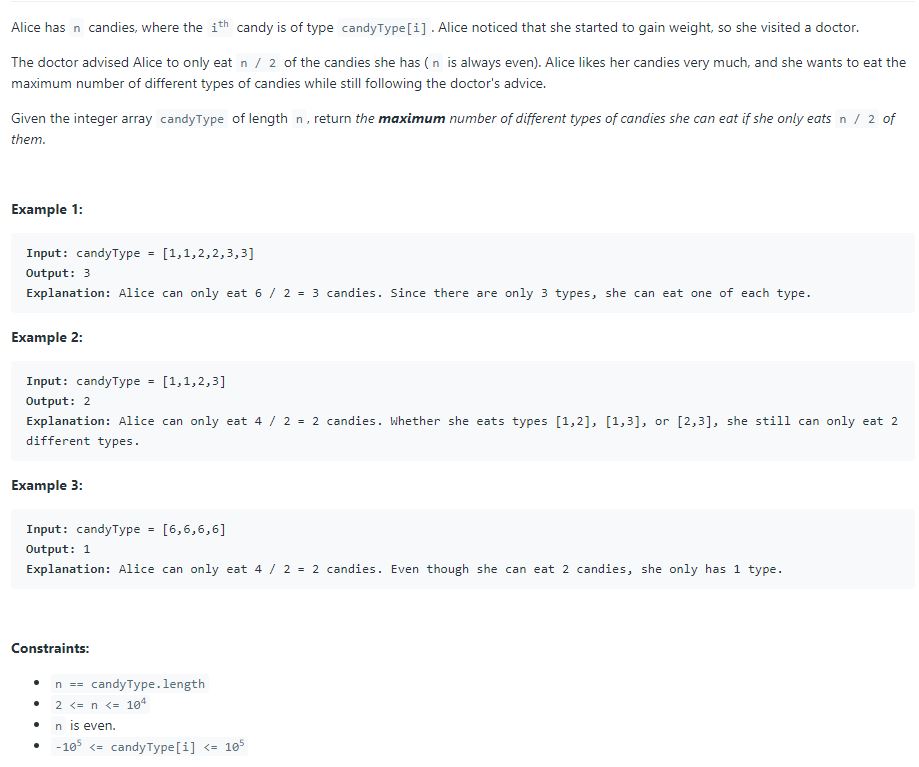 Alice has n candies, where the iᵗʰ candy is of type candyType[i]. Alice noticed that she started to gain weight, so she visited a doctor.
The doctor advised Alice to only eat n / 2 of the candies she has (n is always even). Alice likes her candies very much, and she wants to eat the
maximum number of different types of candies while still following the doctor's advice.
Given the integer array candyType of length n, return the maximum number of different types of candies she can eat if she only eats n / 2 of
them.
Example 1:
Input: candyType = [1,1,2,2,3,3]
Output: 3
Explanation: Alice can only eat 6 / 2 = 3 candies. Since there are only 3 types, she can eat one of each type.
Example 2:
Input: candyType = [1,1,2,3]
Output: 2
Explanation: Alice can only eat 4 / 2 = 2 candies. Whether she eats types [1,2], [1,3], or [2,3], she still can only eat 2
different types.
Example 3:
Input: candyType = [6,6,6,6]
Output: 1
Explanation: Alice can only eat 4 / 2 = 2 candies. Even though she can eat 2 candies, she only has 1 type.
Constraints:
• n == candyType.length
• 2 <= n <= 10⁴
• n is even.
• -10⁵ <= candyType[i] <= 10⁵